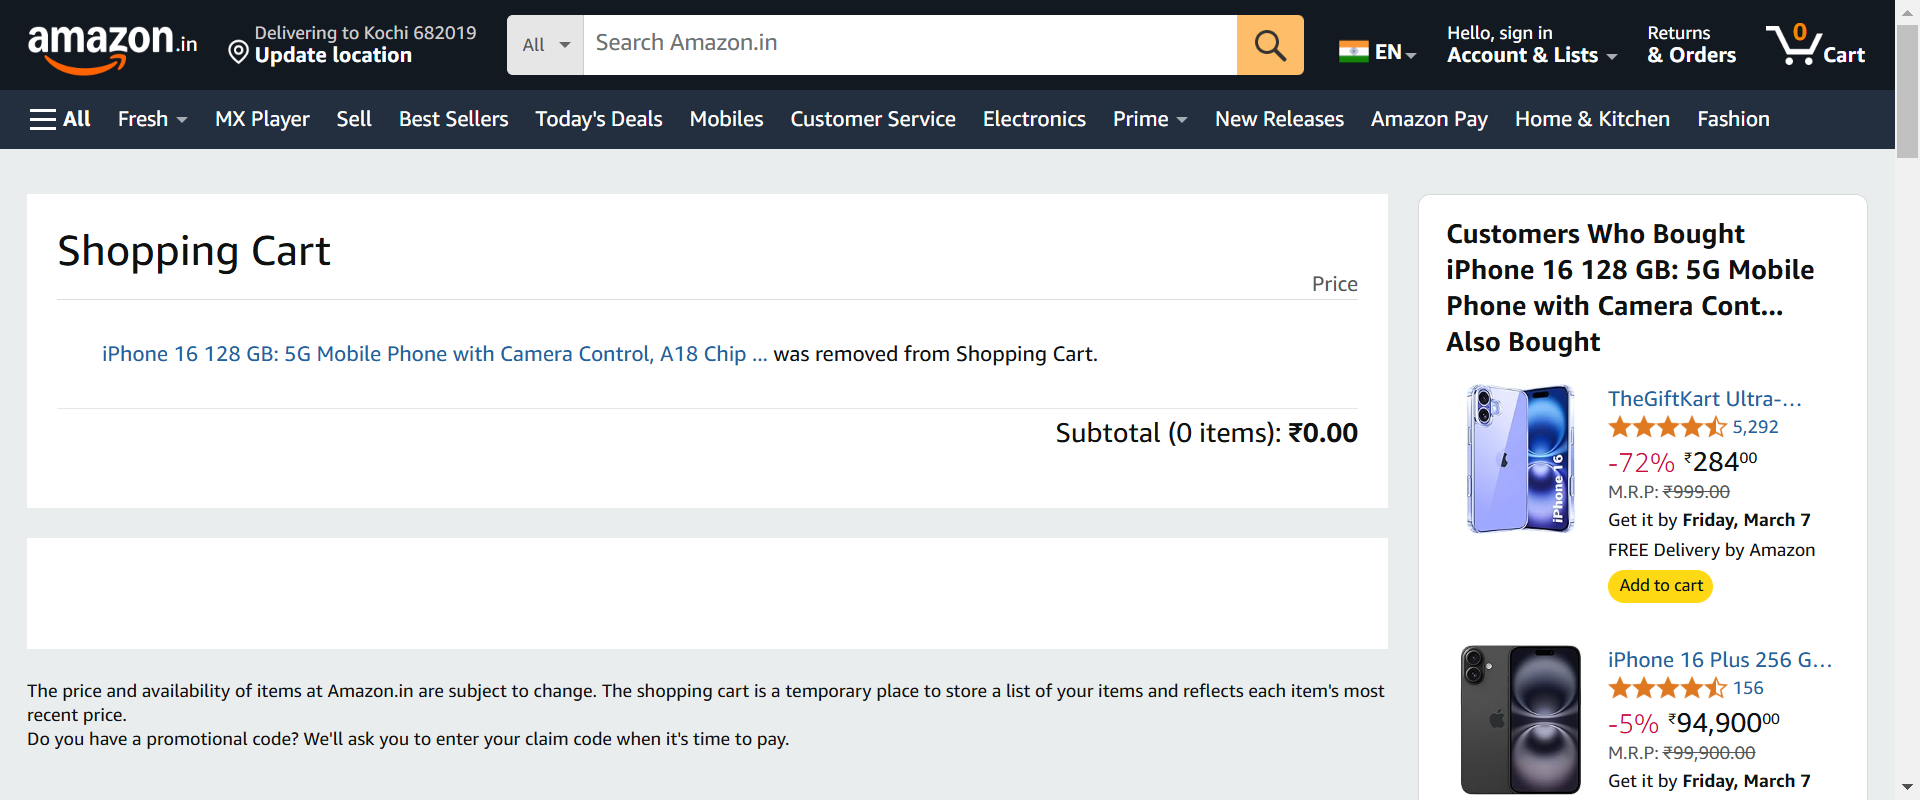 amazon.in
Delivering to Kochi 682019
Update location
All
Search Amazon.in
EN
Hello, sign in
Account & Lists
Returns
& Orders
0
Cart
All
Fresh
MX Player
Sell
Best Sellers
Today's Deals
Mobiles
Customer Service
Electronics
Prime
New Releases
Amazon Pay
Home & Kitchen
Fashion
Shopping Cart
Price
iPhone 16 128 GB: 5G Mobile Phone with Camera Control, A18 Chip ... was removed from Shopping Cart.
Subtotal (0 items): ₹0.00
The price and availability of items at Amazon.in are subject to change. The shopping cart is a temporary place to store a list of your items and reflects each item's most
recent price.
Do you have a promotional code? We'll ask you to enter your claim code when it's time to pay.
Customers Who Bought
iPhone 16 128 GB: 5G Mobile
Phone with Camera Cont...
Also Bought
iPhone 16
TheGiftKart Ultra-...
5,292
-72% ₹28400
M.R.P: ₹999.00
Get it by Friday, March 7
FREE Delivery by Amazon
Add to cart
iPhone 16 Plus 256 G...
156
-5% ₹94,90000
M.R.P: ₹99,900.00
Get it by Friday, March 7